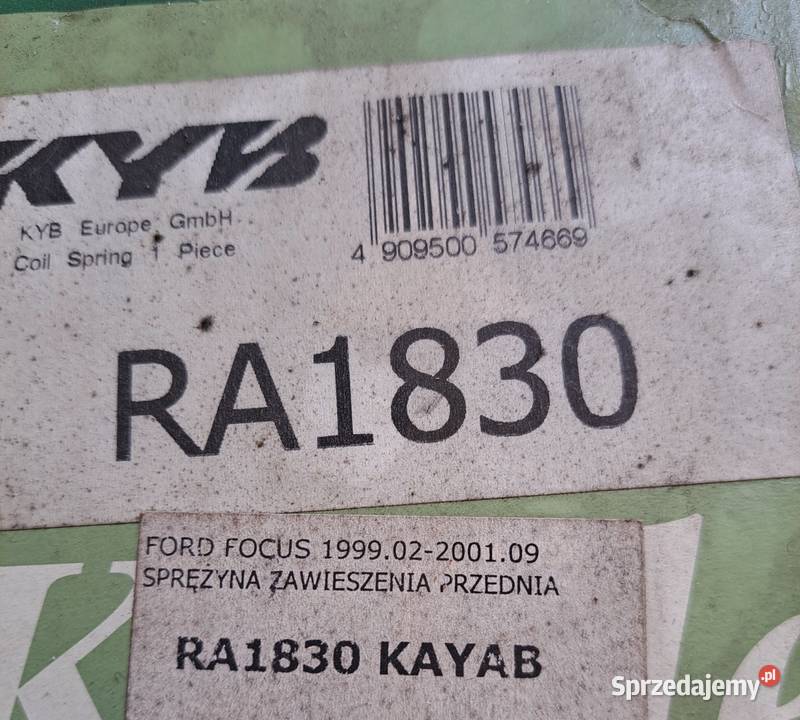 KYB
KYB Europe GmbH
Coil Spring 1 Piece
4 909500 574669
RA1830
FORD FOCUS 1999.02-2001.09
SPRĘŻYNA ZAWIESZENIA PRZEDNIA
RA1830 KAYAB
Sprzedajemy.pl